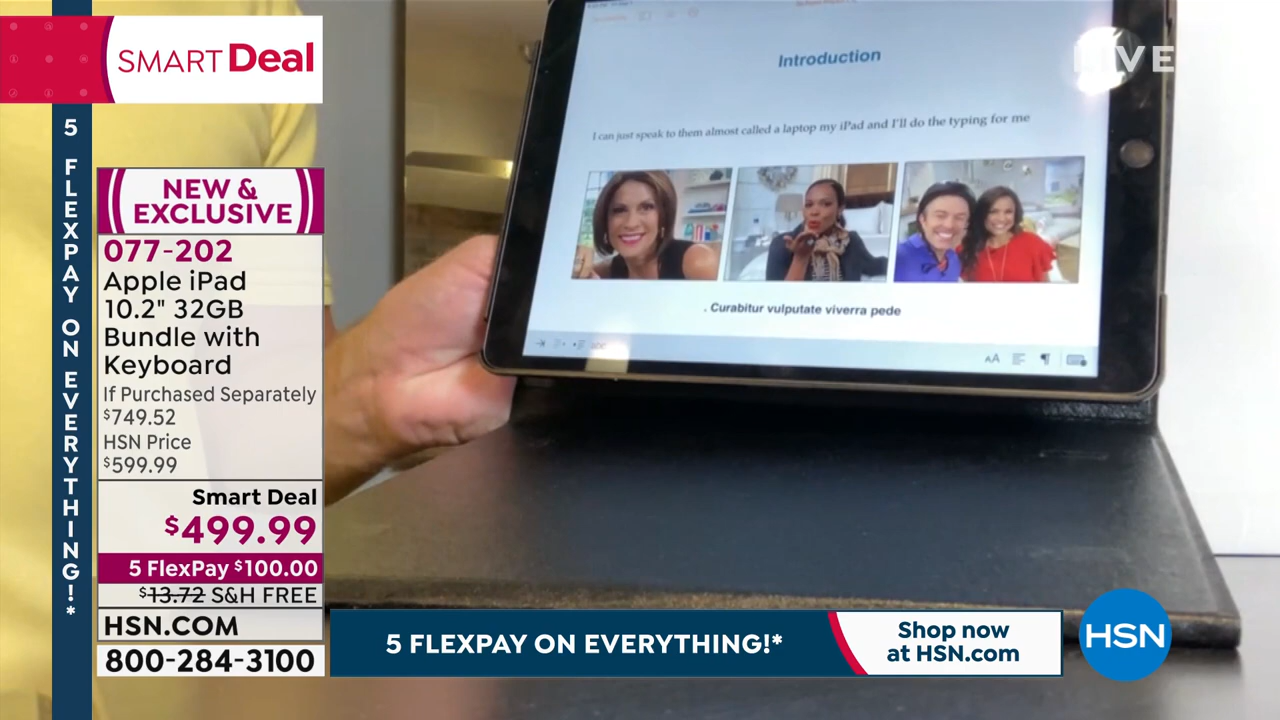 SMART Deal
5 FLEXPAY ON EVERYTHING!*
NEW &
EXCLUSIVE
077-202
Apple iPad
10.2" 32GB
Bundle with
Keyboard
If Purchased Separately
$749.52
HSN Price
$599.99
Smart Deal
$499.99
5 FlexPay $100.00
$13.72 S&H FREE
HSN.COM
800-284-3100
LIVE
Introduction
I can just speak to them almost called a laptop my iPad and I'll do the typing for me
. Curabitur vulputate viverra pede
AA
5 FLEXPAY ON EVERYTHING!*
Shop now
at HSN.com
HSN